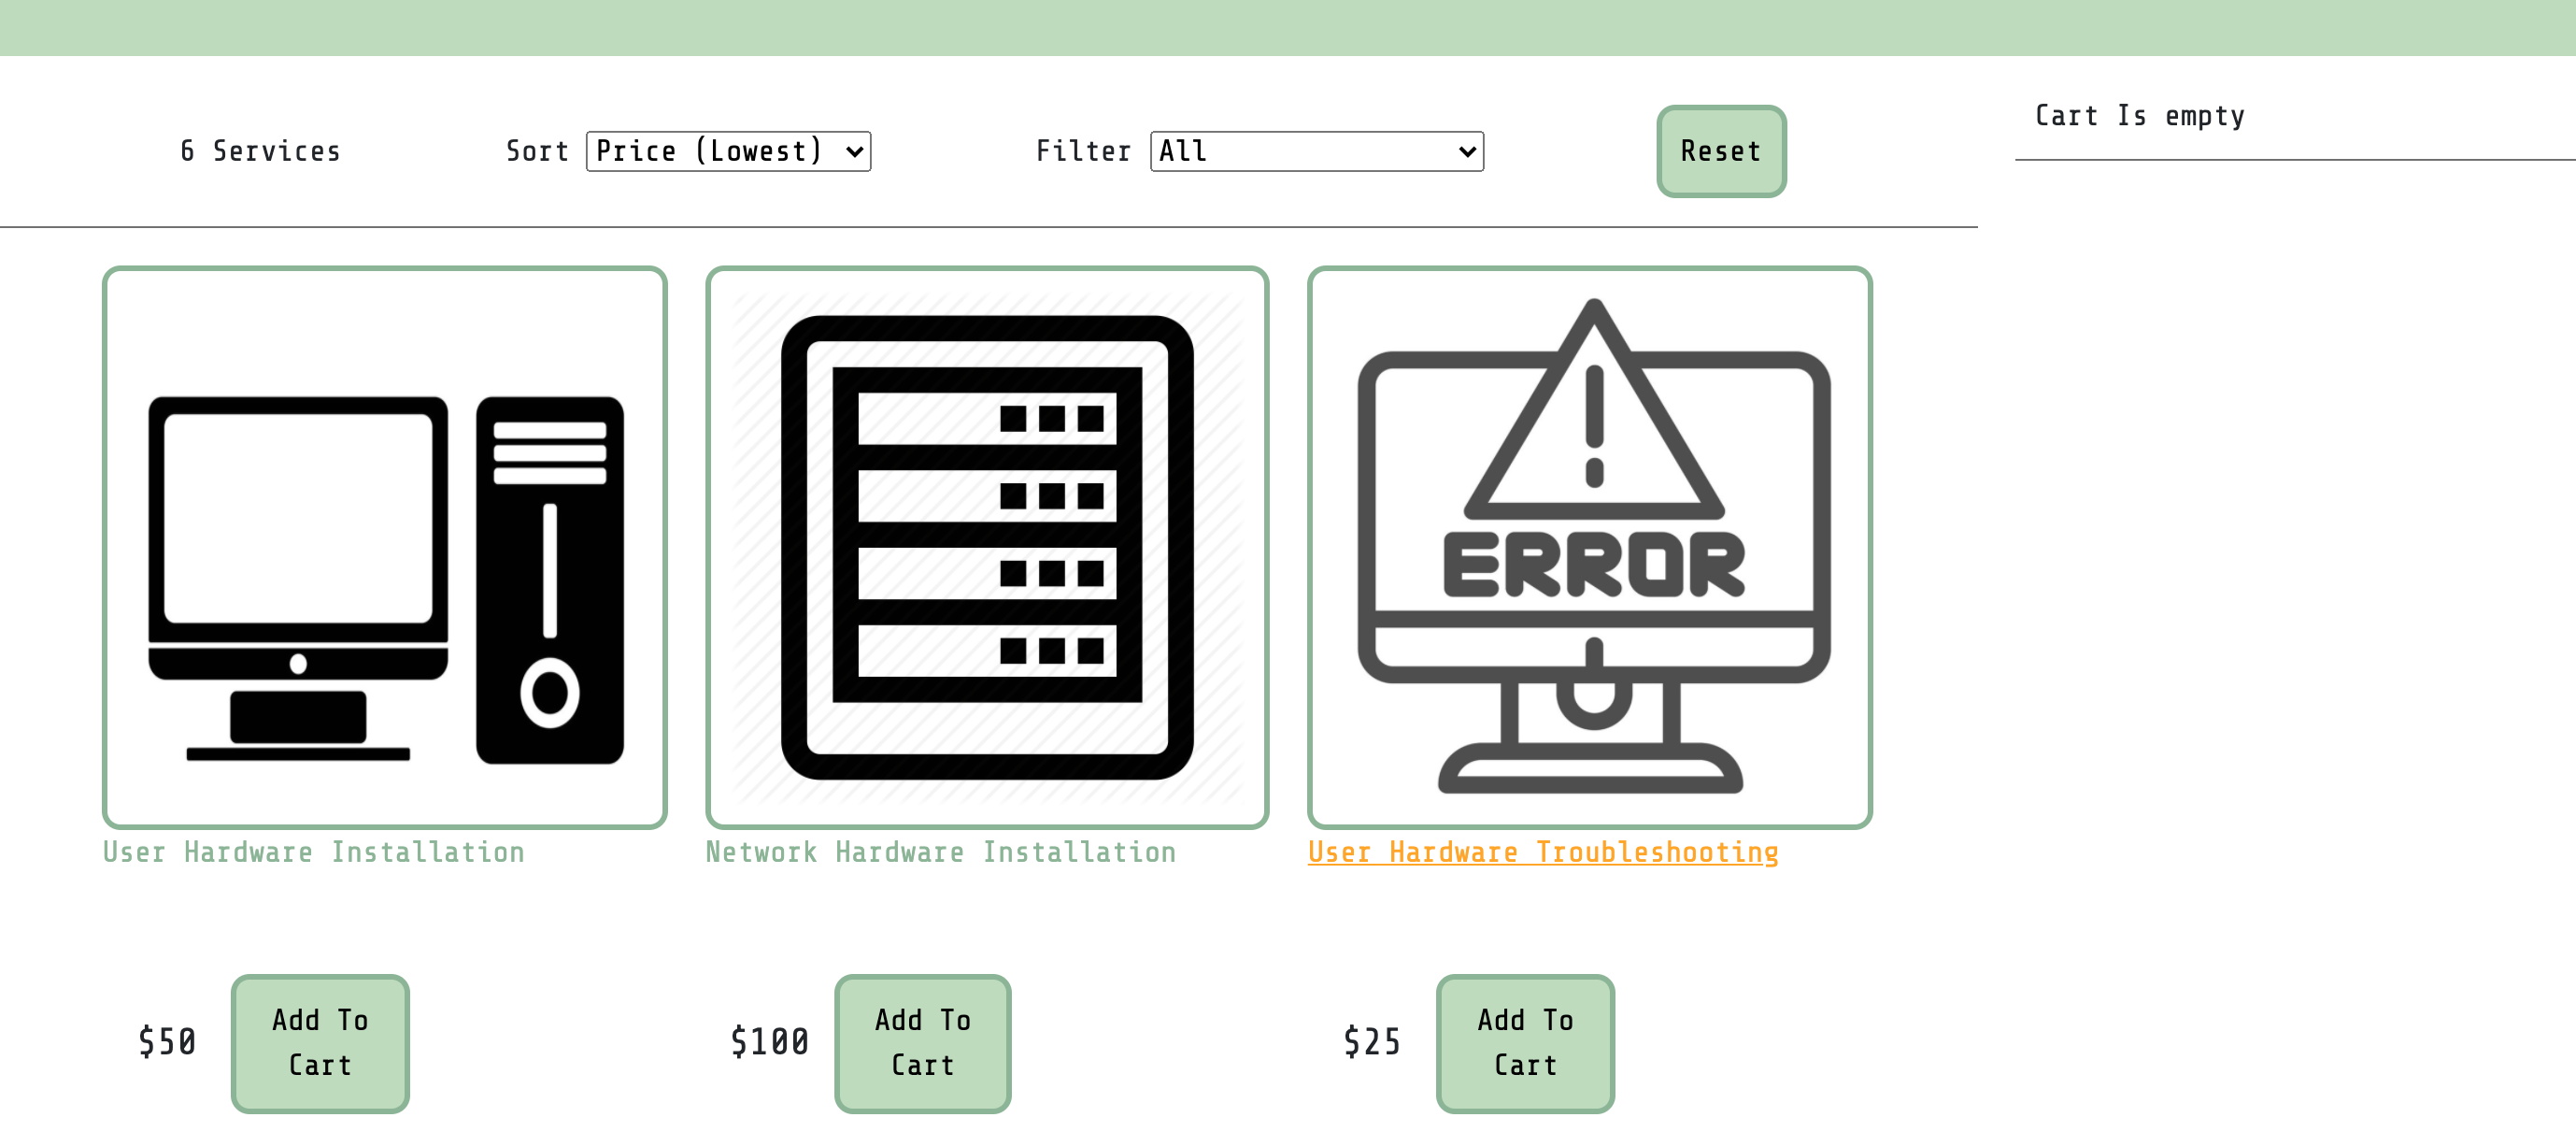 6 Services
Sort Price (Lowest)
Filter All
Reset
Cart Is empty
ERROR
User Hardware Installation
Network Hardware Installation
User Hardware Troubleshooting
$50
Add To
Cart
$100
Add To
Cart
$25
Add To
Cart